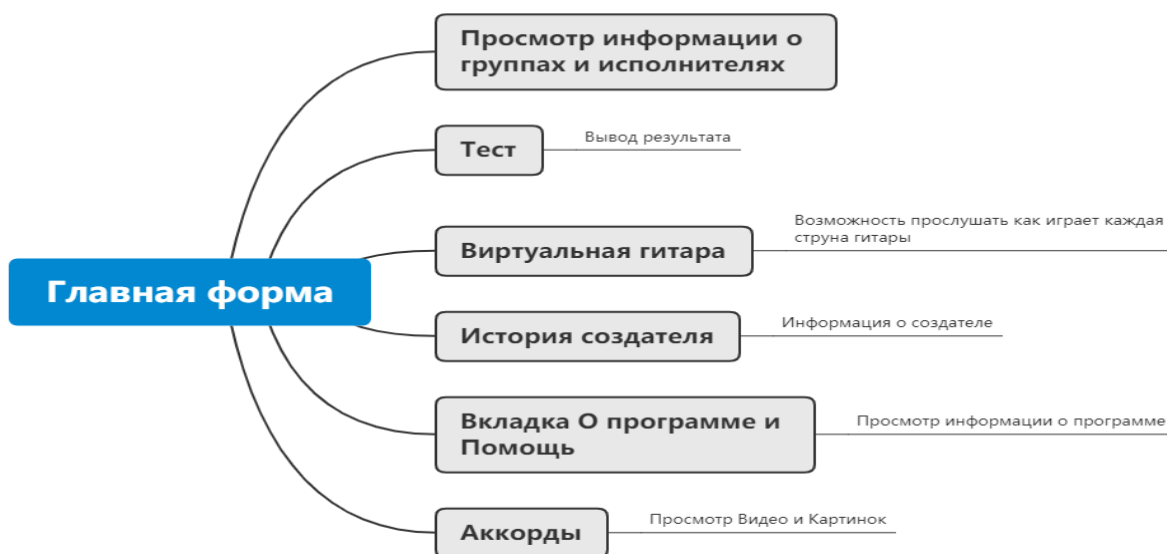 Просмотр информации о
группах и исполнителях
Тест
Вывод результата
Виртуальная гитара
Возможность прослушать как играет каждая
струна гитары
Главная форма
История создателя
Информация о создателе
Вкладка О программе и
Помощь
Просмотр информации о программе
Аккорды
Просмотр Видео и Картинок